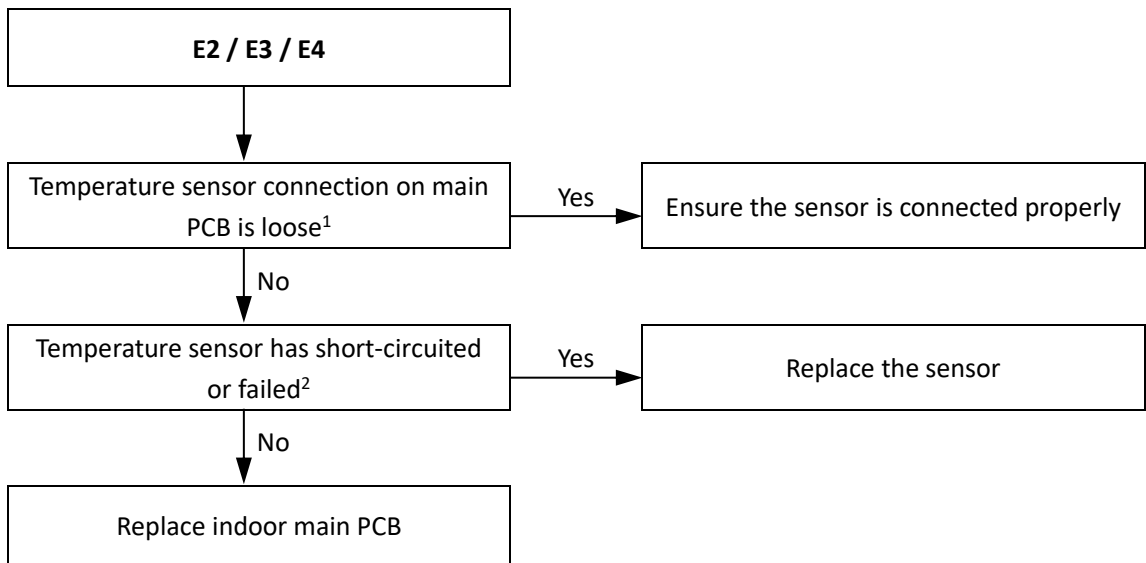 E2 / E3 / E4
Temperature sensor connection on main
PCB is loose1
Yes
Ensure the sensor is connected properly
No
Temperature sensor has short-circuited
or failed2
Yes
Replace the sensor
No
Replace indoor main PCB